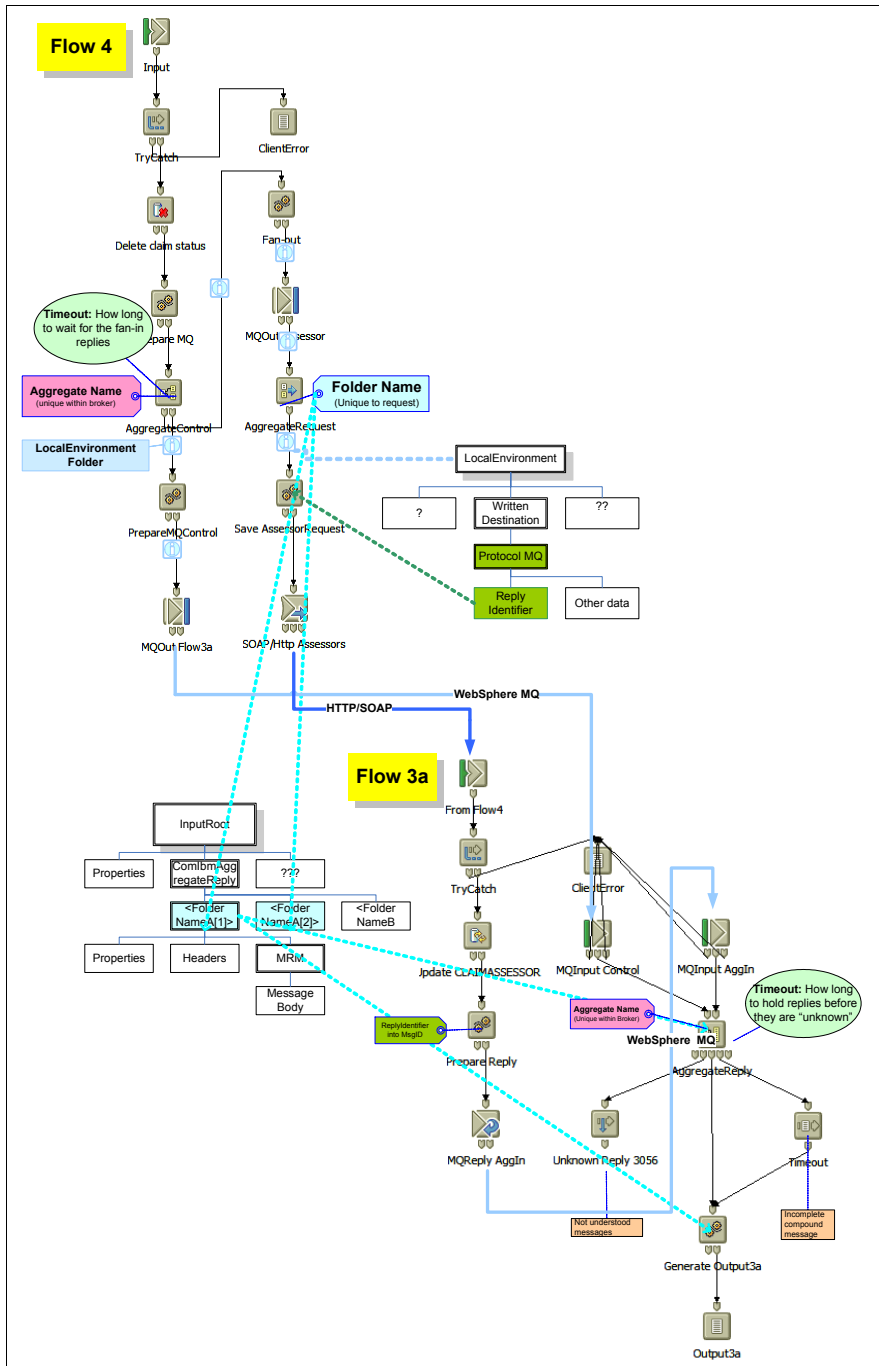 Flow 4
Input
TryCatch
ClientError
Delete claim status
Fan-out
Timeout: How long
to wait for the fan-in
replies
epare MQ
MQOut ssessor
Aggregate Name
(unique within broker)
Folder Name
(Unique to request)
AggregateControl
AggregateRequest
LocalEnvironment
Folder
LocalEnvironment
?
Written
Destination
??
PrepareMQControl
Save AssessorRequest
Protocol MQ
Reply
Identifier
Other data
MQOut Flow3a
SOAP/Http Assessors
WebSphere MQ
HTTP/SOAP
Flow 3a
From Flow4
InputRoot
Properties
ComIbmAgg
regateReply
???
TryCatch
ClientError
<Folder
NameA[1]>
<Folder
NameA[2]>
<Folder
NameB
Properties
Headers
MRM
Message
Body
Update CLAIMASSESSOR
MQInput Control
MQInput AggIn
Timeout: How long
to hold replies before
they are “unknown”
ReplyIdentifier
into MsgID
Aggregate Name
(Unique within Broker)
WebSphere MQ
Prepare Reply
AggregateReply
MQReply AggIn
Unknown Reply 3056
Timeout
Not understood
messages
Incomplete
compound
message
Generate Output3a
Output3a